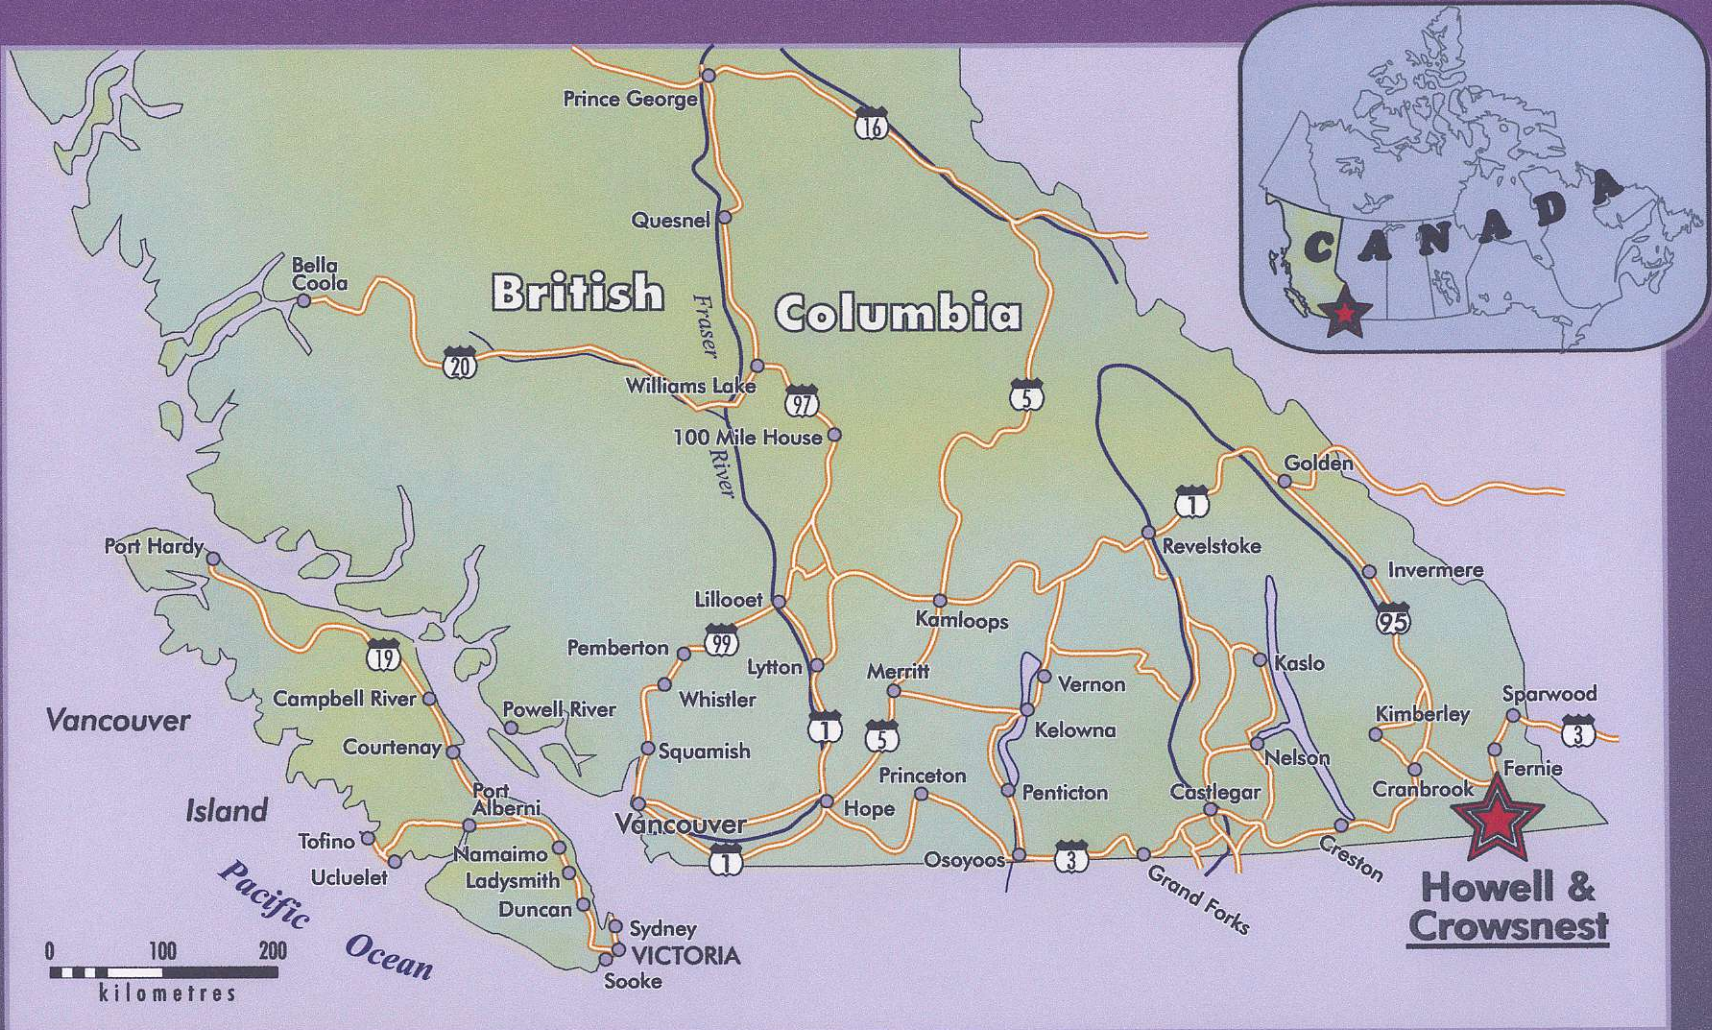 Prince George
16
CANADA
Quesnel
Bella
Coola
British
Columbia
Fraser
River
20
Williams Lake
97
5
100 Mile House
Golden
1
Port Hardy
Revelstoke
Invermere
Lillooet
Kamloops
95
Pemberton
99
19
Lytton
Merritt
Kaslo
Campbell River
Whistler
Vernon
Sparwood
Vancouver
Powell River
Kimberley
1
5
Kelowna
3
Courtenay
Squamish
Nelson
Fernie
Princeton
Port
Alberni
Penticton
Castlegar
Cranbrook
Island
Hope
Vancouver
Tofino
Namaimo
1
Osoyoos
3
Creston
Ucluelet
Ladysmith
Grand Forks
Howell &
Crowsnest
Pacific
Ocean
Duncan
Sydney
VICTORIA
Sooke
0 100 200
kilometres